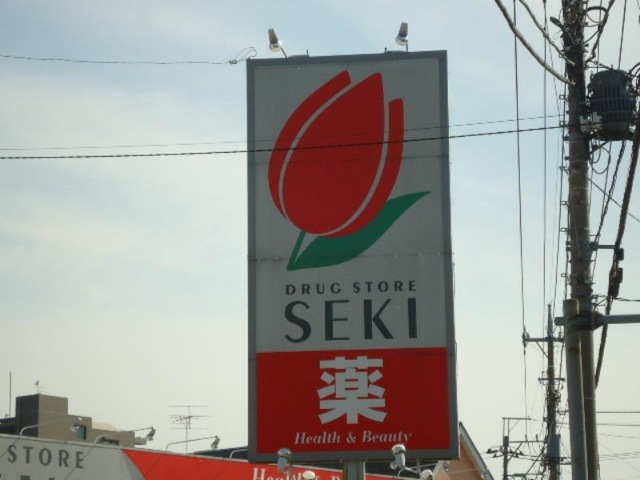 DRUG STORE
SEKI
薬
Health & Beauty
STORE